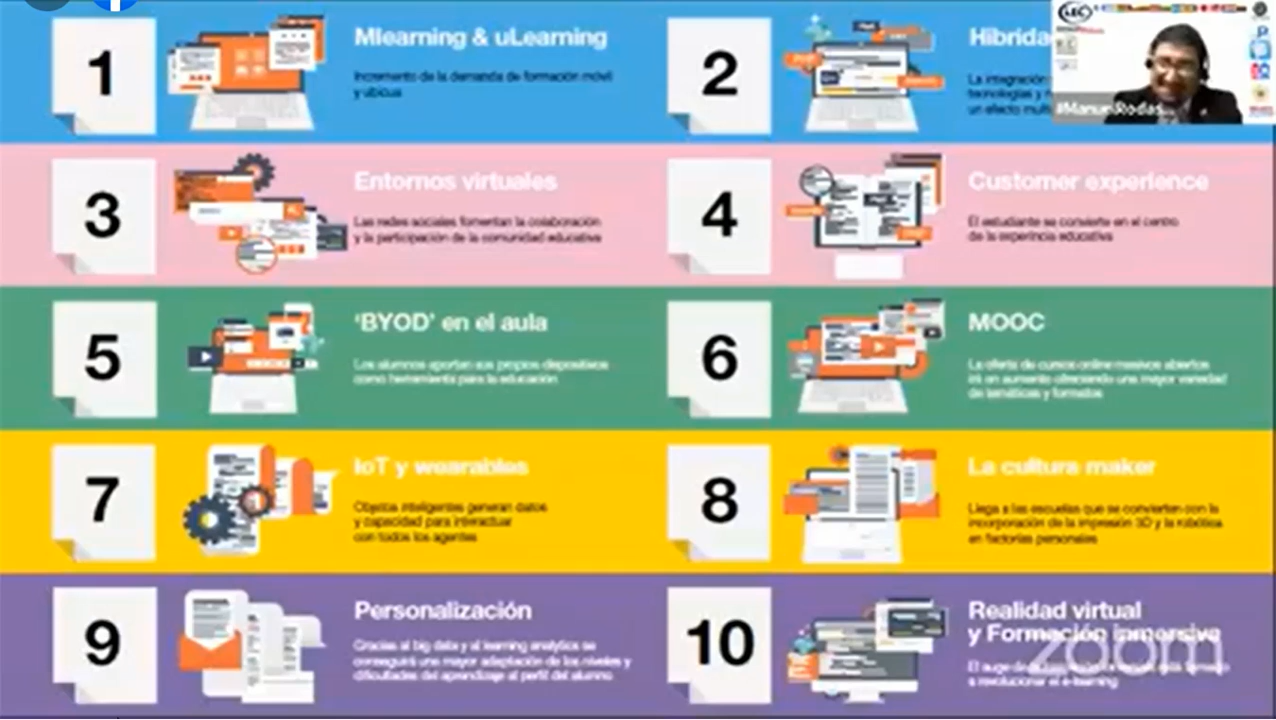 1
Mlearning & uLearning
Incremento de la demanda de formación móvil
y ubicua
2
La integración
tecnologías y
un efecto
#Manuel Rodas...
3
Entornos virtuales
Las redes sociales fomentan la colaboración
y la participación de la comunidad educativa
4
Customer experience
El estudiante se convierte en el centro
de la experiencia educativa
5
‘BYOD’ en el aula
Los alumnos aportan sus propios dispositivos
como herramienta para la educación
6
MOOC
La oferta de cursos online masivos abiertos
irá en aumento ofreciendo una mayor variedad
de temáticas y formatos
7
IoT y wearables
Objetos inteligentes generan datos
y capacidad para interactuar
con todos los agentes
8
La cultura maker
Llega a las escuelas que se convierten con la
incorporación de la impresión 3D y la robótica
en factorías personales
9
Personalización
Gracias al big data y al learning analytics se
conseguirá una mayor adaptación de los niveles y
dificultades del aprendizaje al perfil del alumno
10
Realidad virtual
y Formación inmersiva
El auge de
a revolucionar el e-learning
zoom